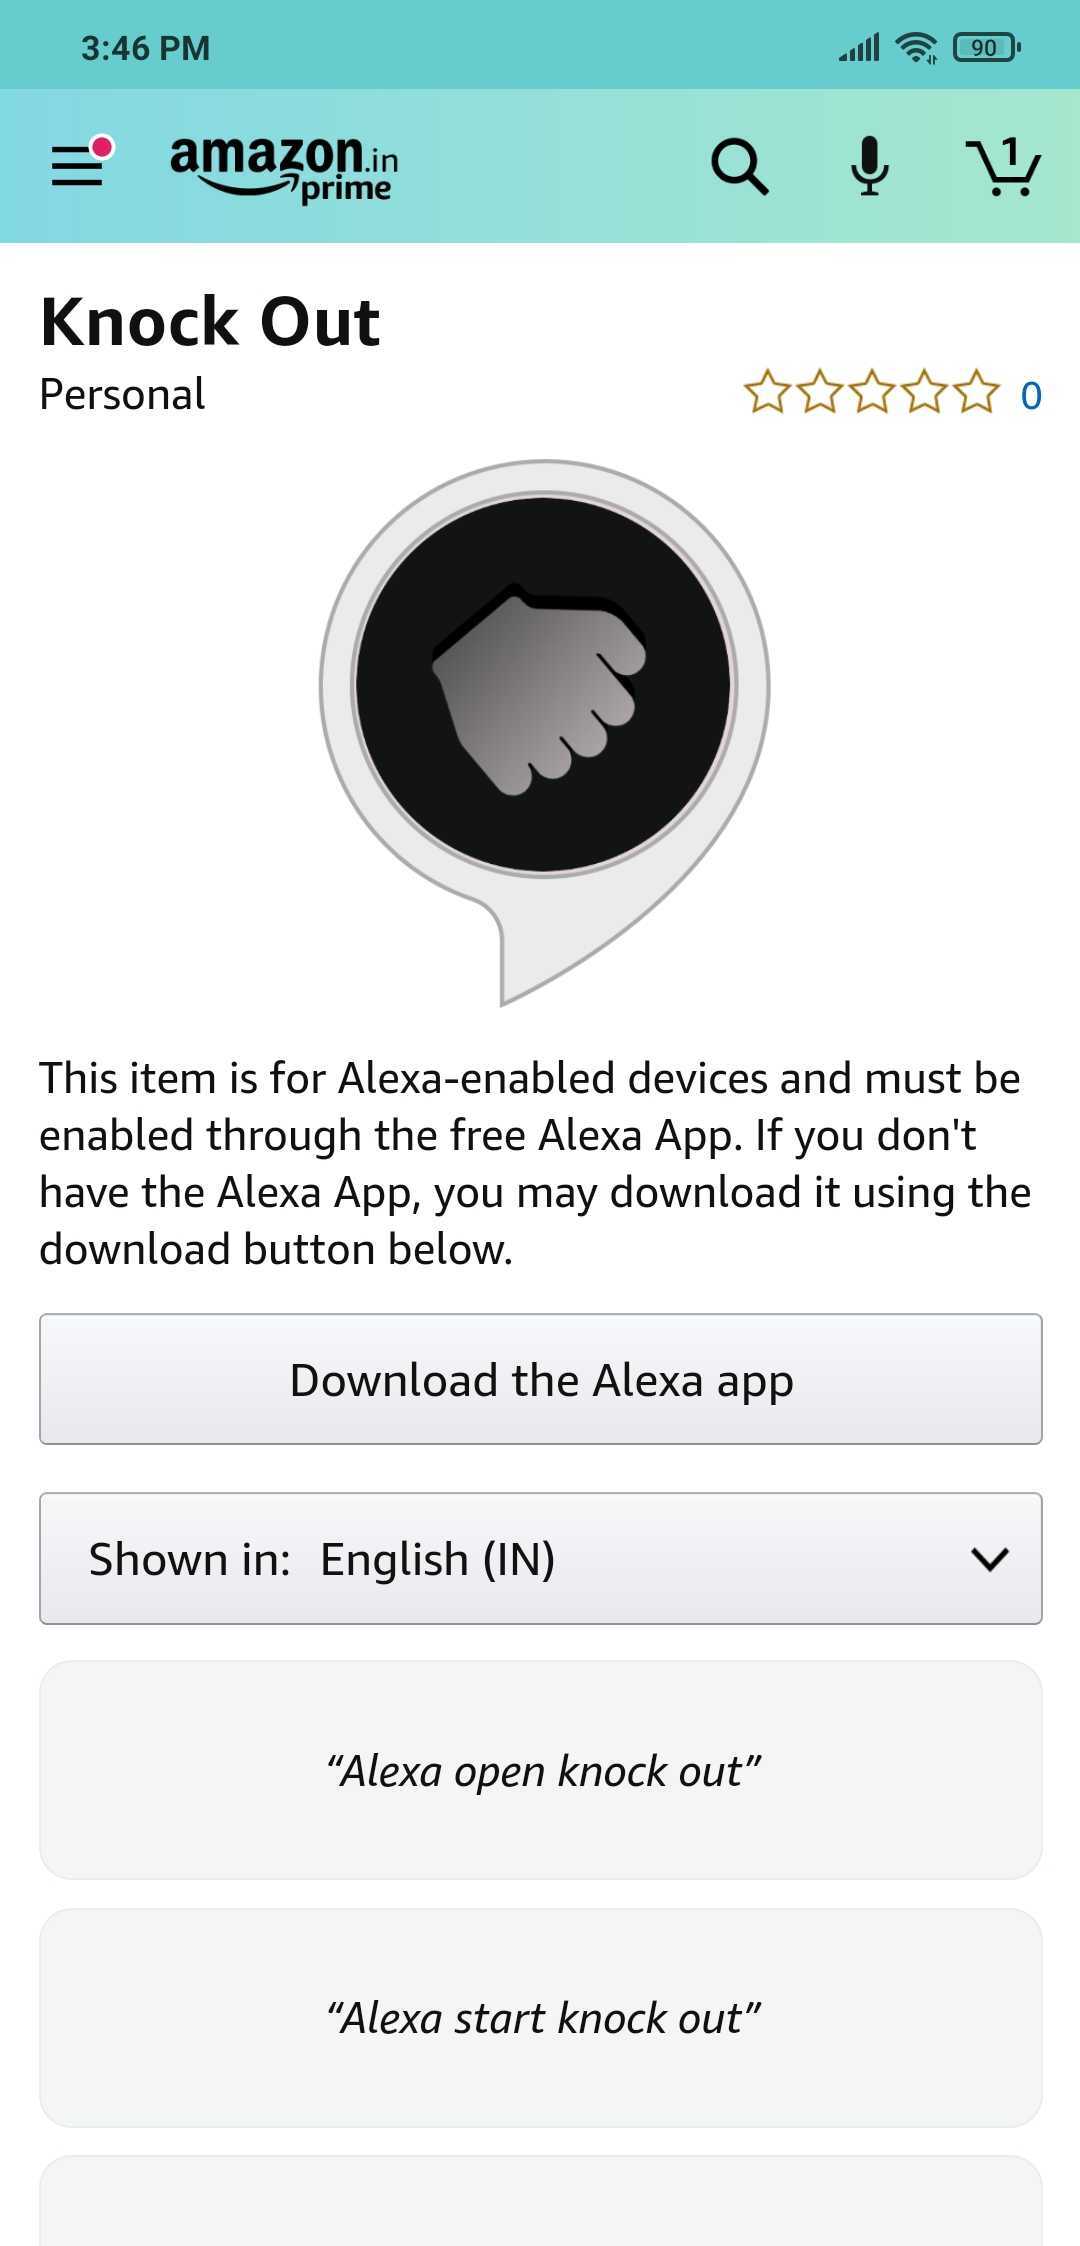 3:46 PM
90
amazon.in
prime
1
Knock Out
Personal
0
This item is for Alexa-enabled devices and must be
enabled through the free Alexa App. If you don't
have the Alexa App, you may download it using the
download button below.
Download the Alexa app
Shown in: English (IN)
“Alexa open knock out”
“Alexa start knock out”